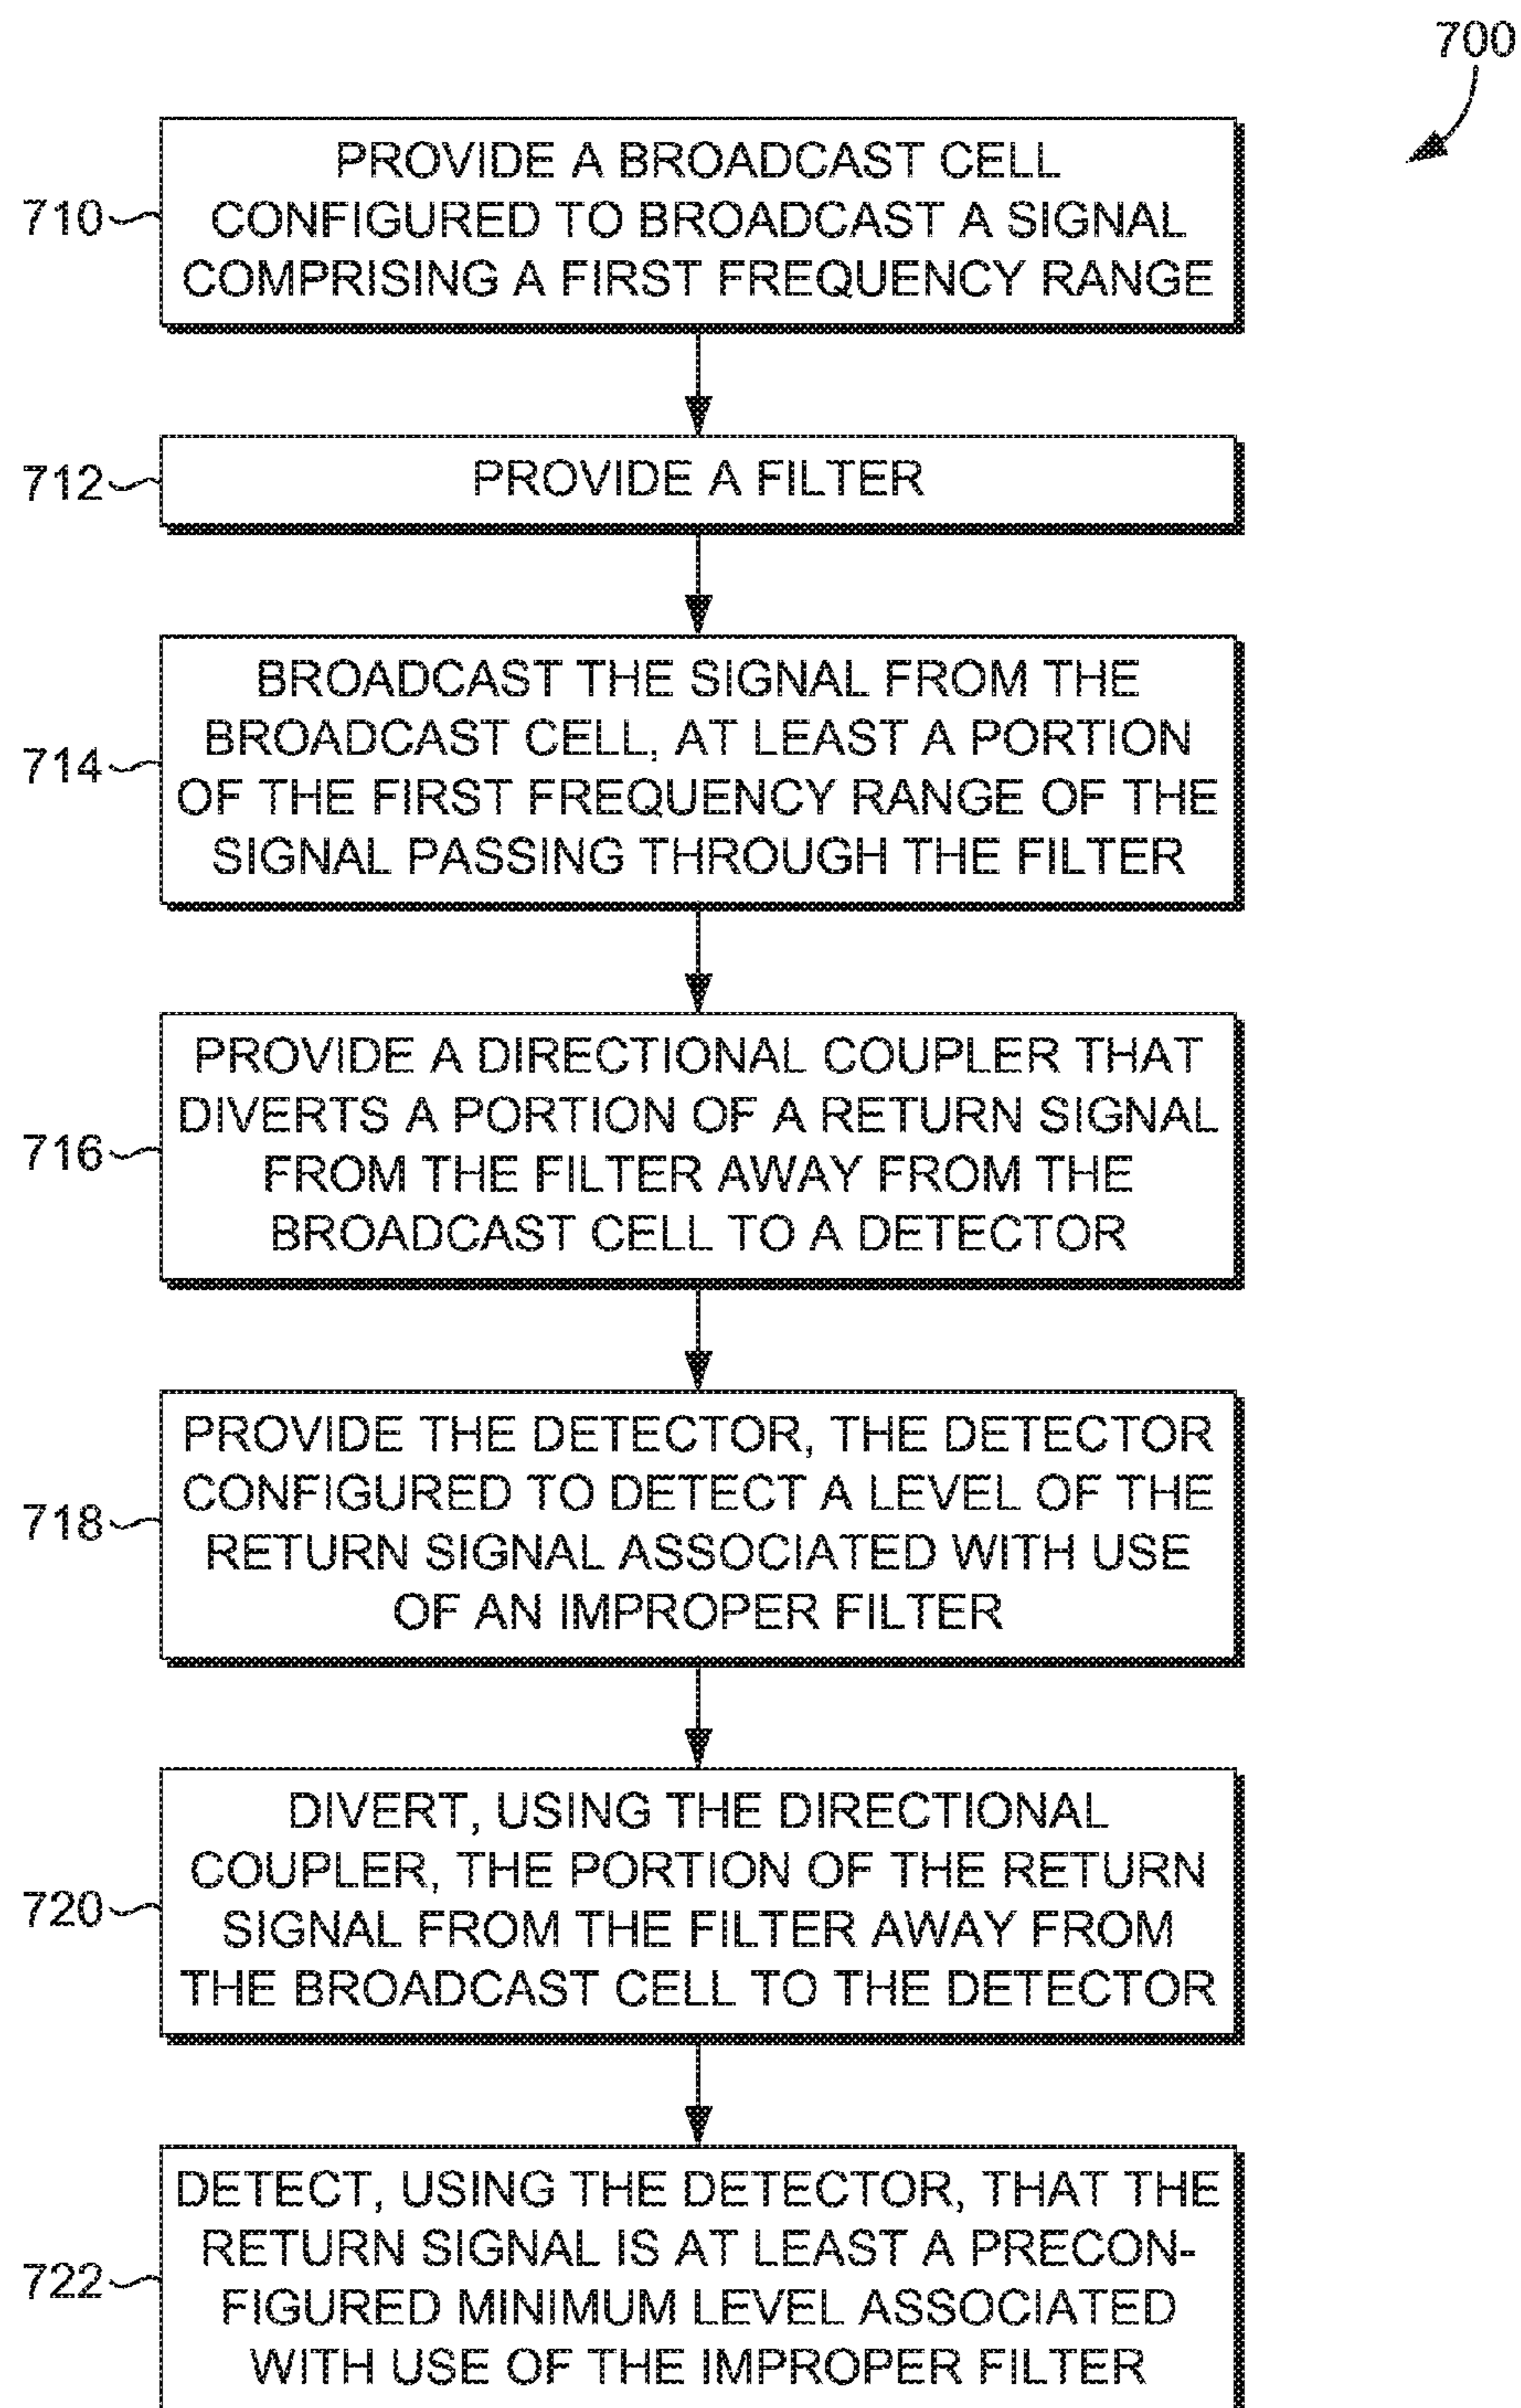 700
710
PROVIDE A BROADCAST CELL
CONFIGURED TO BROADCAST A SIGNAL
COMPRISING A FIRST FREQUENCY RANGE
712
PROVIDE A FILTER
714
BROADCAST THE SIGNAL FROM THE
BROADCAST CELL, AT LEAST A PORTION
OF THE FIRST FREQUENCY RANGE OF THE
SIGNAL PASSING THROUGH THE FILTER
716
PROVIDE A DIRECTIONAL COUPLER THAT
DIVERTS A PORTION OF A RETURN SIGNAL
FROM THE FILTER AWAY FROM THE
BROADCAST CELL TO A DETECTOR
718
PROVIDE THE DETECTOR, THE DETECTOR
CONFIGURED TO DETECT A LEVEL OF THE
RETURN SIGNAL ASSOCIATED WITH USE
OF AN IMPROPER FILTER
720
DIVERT, USING THE DIRECTIONAL
COUPLER, THE PORTION OF THE RETURN
SIGNAL FROM THE FILTER AWAY FROM
THE BROADCAST CELL TO THE DETECTOR
722
DETECT, USING THE DETECTOR, THAT THE
RETURN SIGNAL IS AT LEAST A PRECON-
FIGURED MINIMUM LEVEL ASSOCIATED
WITH USE OF THE IMPROPER FILTER